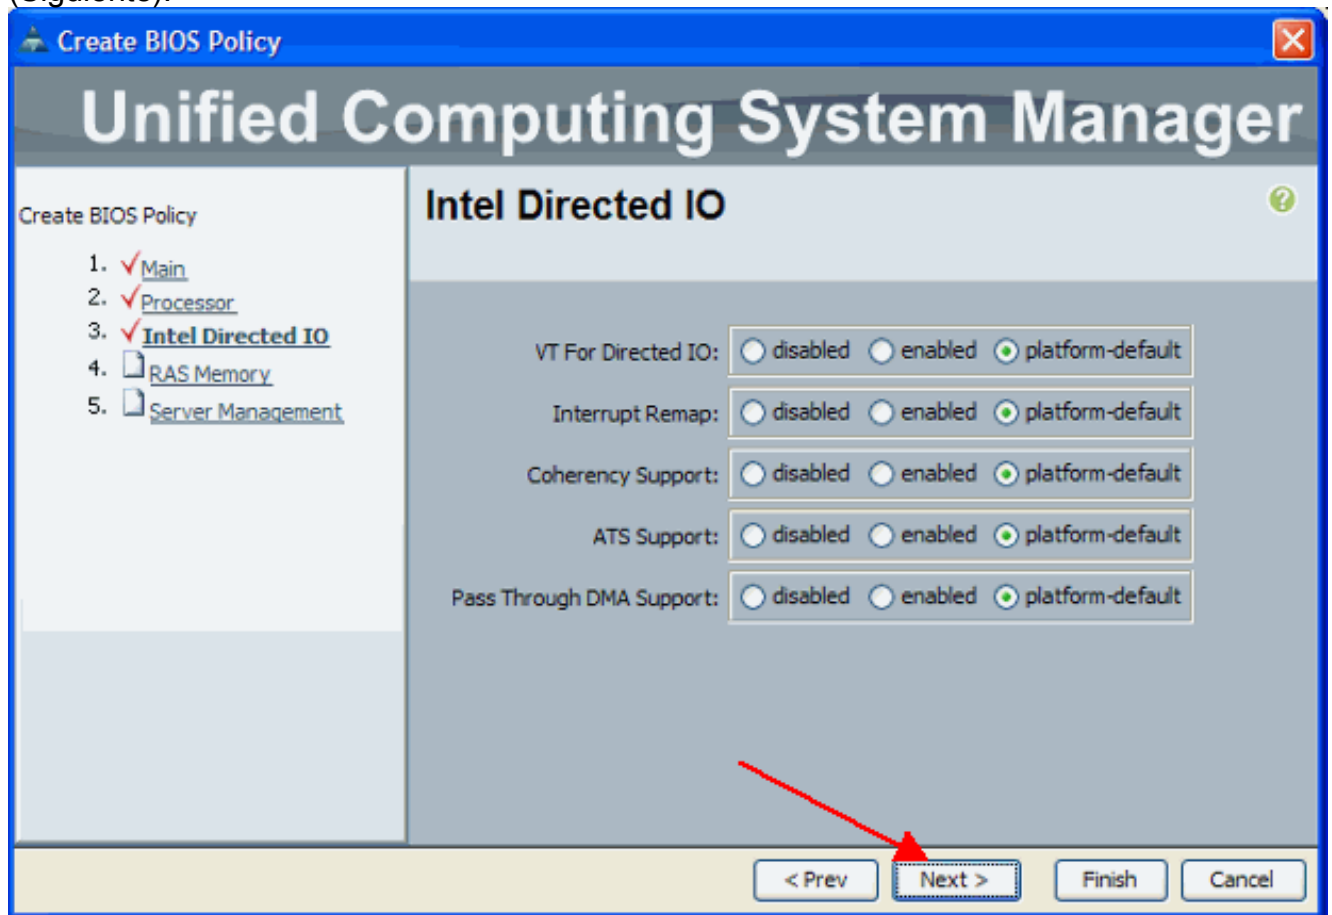 (Siguiente).
Create BIOS Policy
Unified Computing System Manager
Create BIOS Policy
1. Main
2. Processor
3. Intel Directed IO
4. RAS Memory
5. Server Management
Intel Directed IO
?
VT For Directed IO: disabled enabled platform-default
Interrupt Remap: disabled enabled platform-default
Coherency Support: disabled enabled platform-default
ATS Support: disabled enabled platform-default
Pass Through DMA Support: disabled enabled platform-default
< Prev Next > Finish Cancel